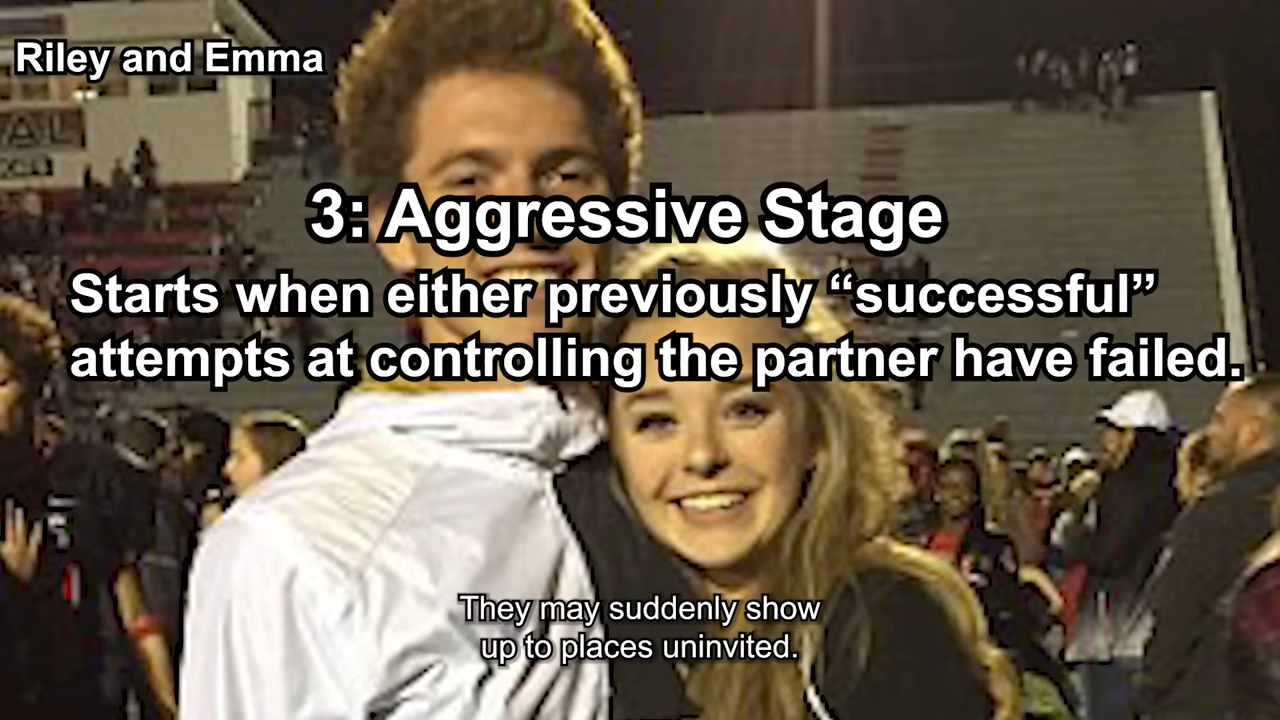 Riley and Emma
3: Aggressive Stage
Starts when either previously “successful”
attempts at controlling the partner have failed.
They may suddenly show
up to places uninvited.